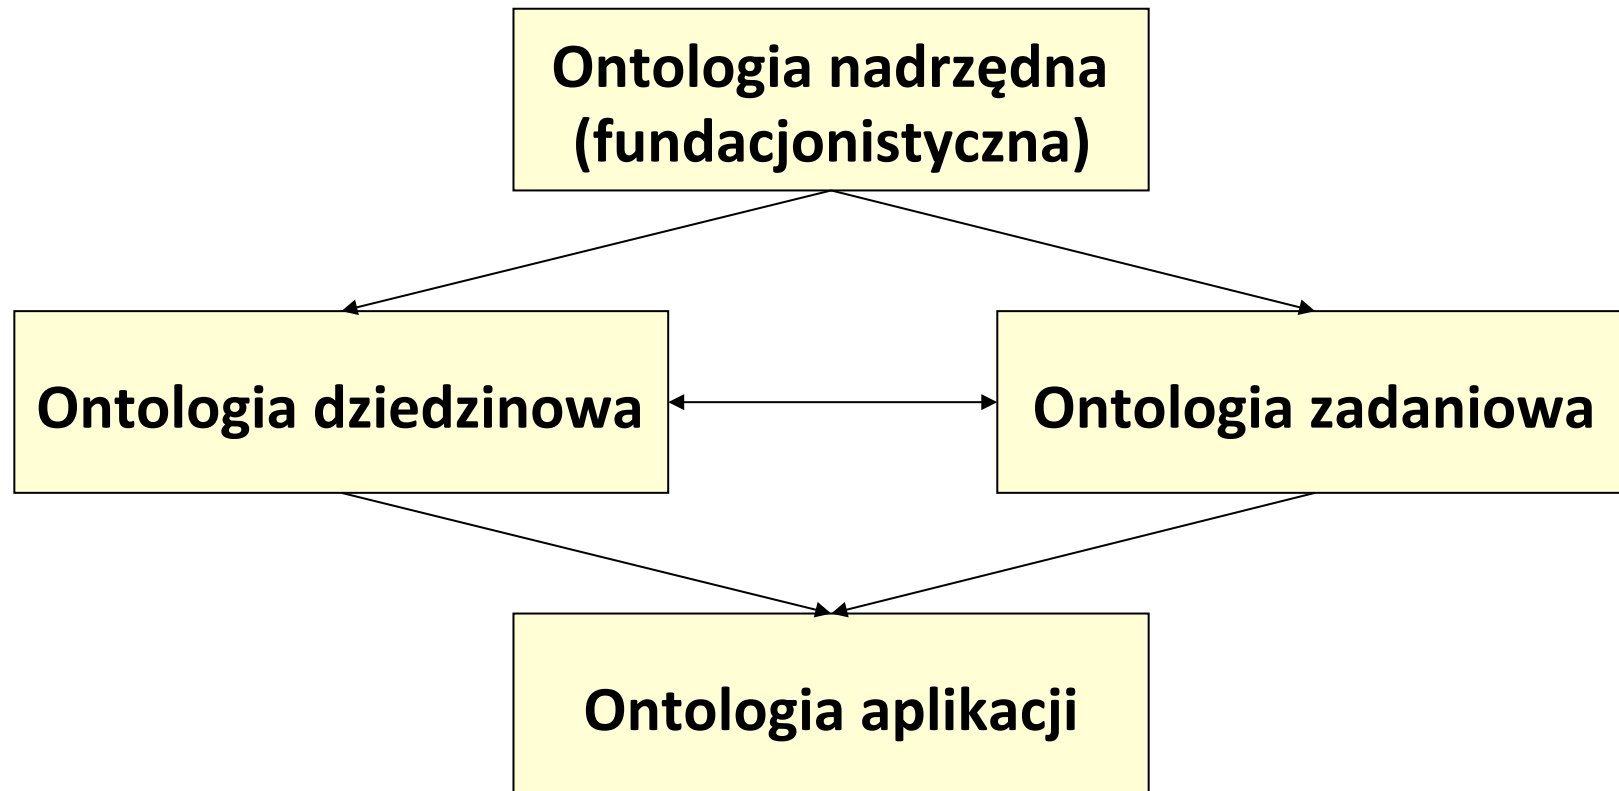 Ontologia nadrzędna
(fundacjonistyczna)
Ontologia dziedzinowa
Ontologia zadaniowa
Ontologia aplikacji